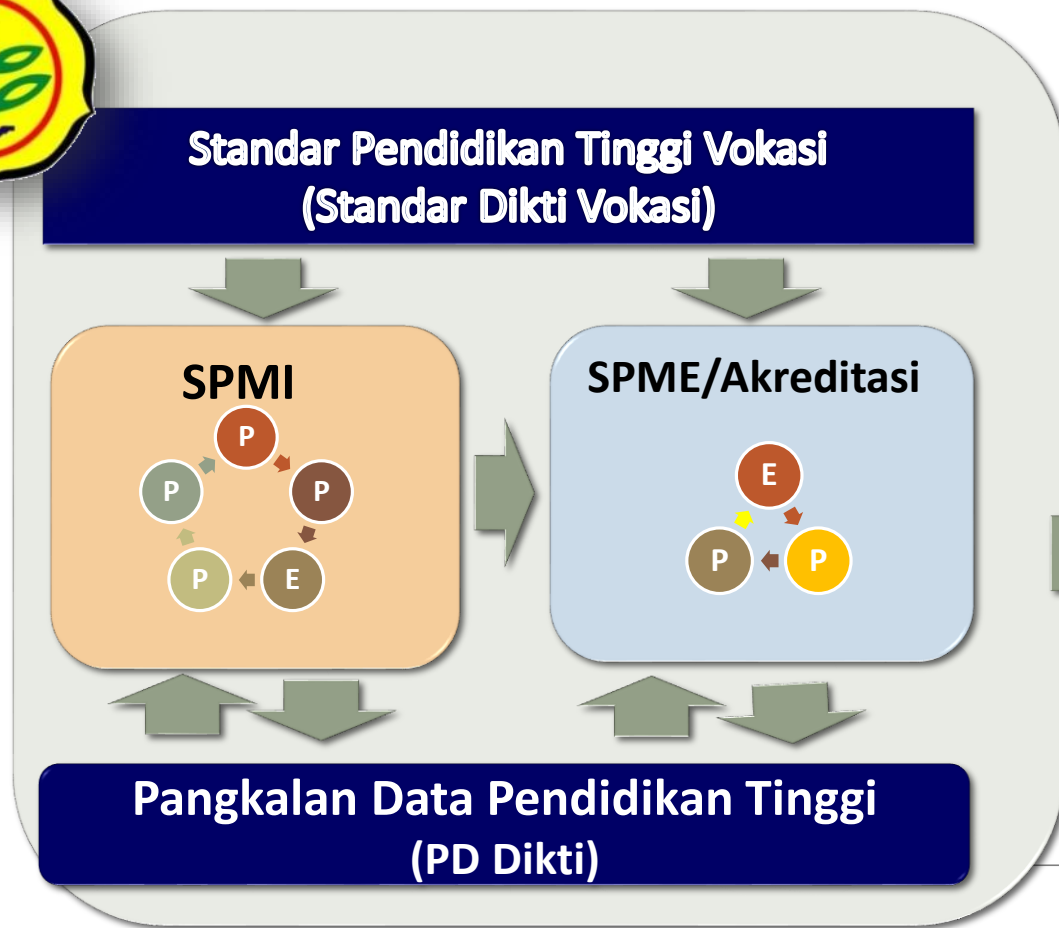 Standar Pendidikan Tinggi Vokasi
(Standar Dikti Vokasi)
SPMI
P
P
E
P
P
SPME/Akreditasi
E
P
P
Pangkalan Data Pendidikan Tinggi
(PD Dikti)